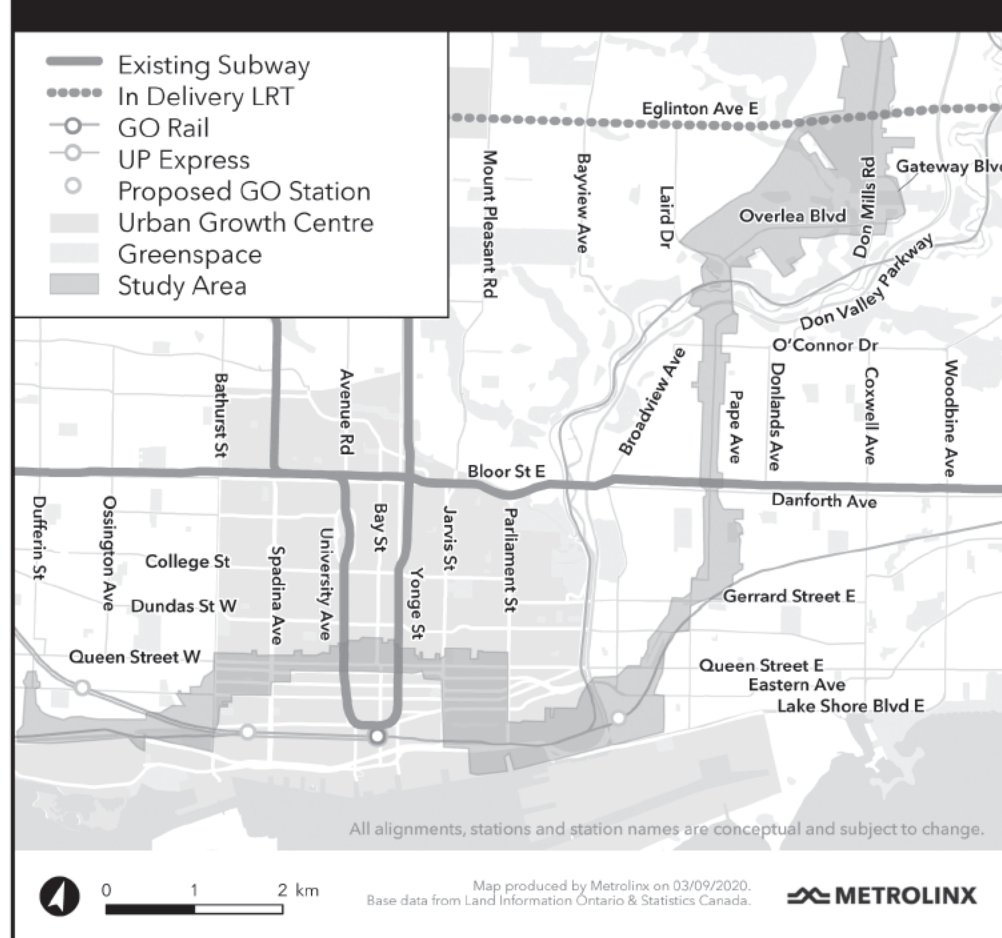 Existing Subway
In Delivery LRT
GO Rail
UP Express
Proposed GO Station
Urban Growth Centre
Greenspace
Study Area
Eglinton Ave E
Mount Pleasant Rd
Bayview Ave
Laird Dr
Overlea Blvd
Don Mills Rd
Gateway Blvd
Don Valley Parkway
O'Connor Dr
Bathurst St
Avenue Rd
Broadview Ave
Pape Ave
Donlands Ave
Coxwell Ave
Woodbine Ave
Bloor St E
Danforth Ave
Dufferin St
Ossington Ave
College St
Dundas St W
Spadina Ave
University Ave
Bay St
Yonge St
Jarvis St
Parliament St
Gerrard Street E
Queen Street W
Queen Street E
Eastern Ave
Lake Shore Blvd E
All alignments, stations and station names are conceptual and subject to change.
0 1 2 km
Map produced by Metrolinx on 03/09/2020.
Base data from Land Information Ontario & Statistics Canada.
METROLINX